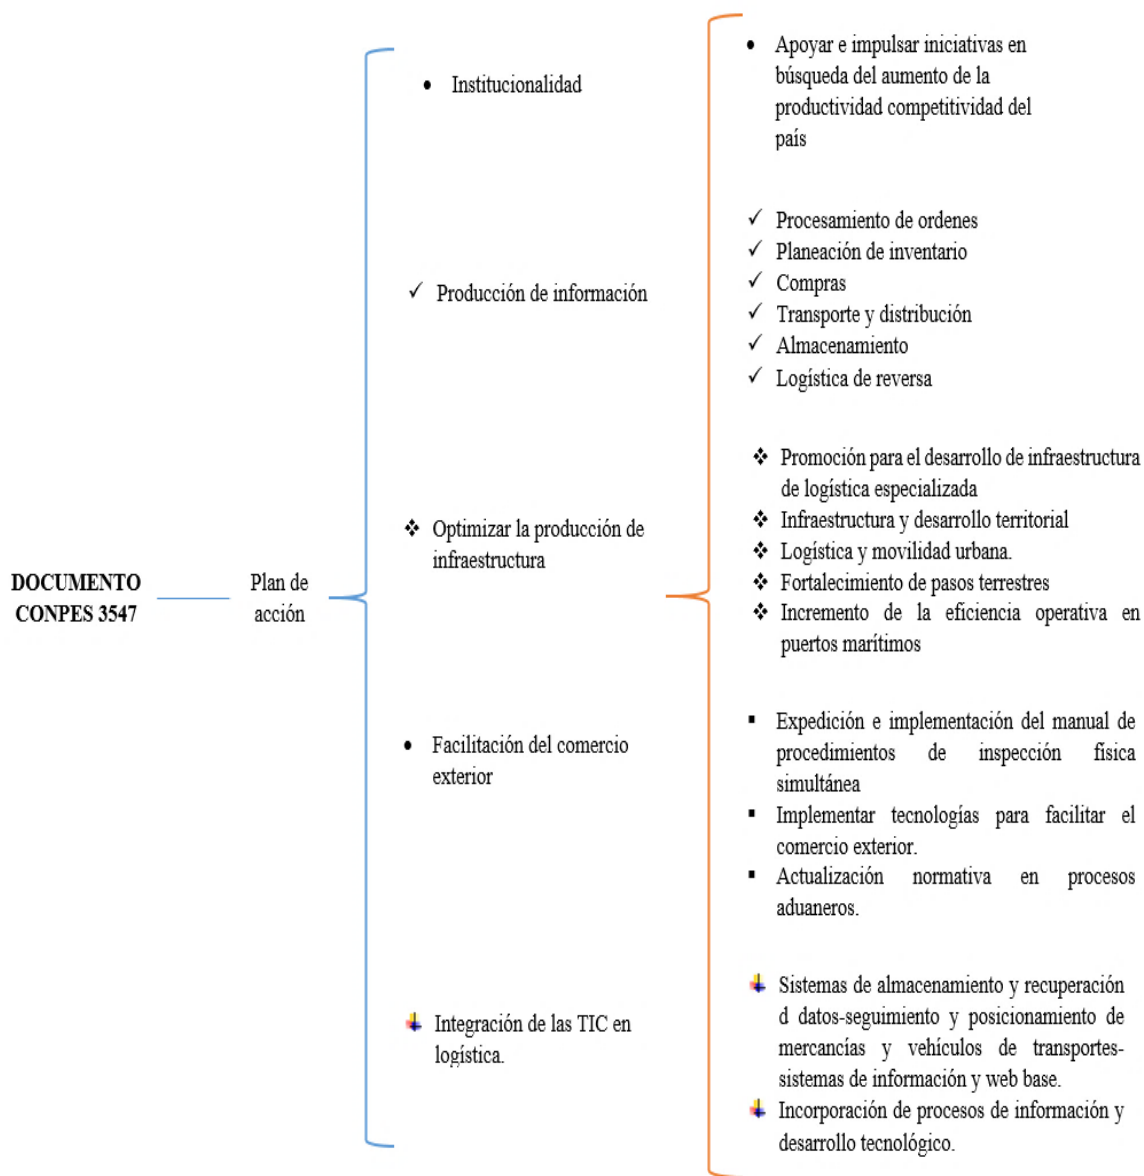 DOCUMENTO
CONPES 3547
Plan de
acción
• Institucionalidad
✓ Producción de información
❖ Optimizar la producción de
infraestructura
• Facilitación del comercio
exterior
Integración de las TIC en
logística.
• Apoyar e impulsar iniciativas en
búsqueda del aumento de la
productividad competitividad del
país
✓ Procesamiento de ordenes
✓ Planeación de inventario
✓ Compras
✓ Transporte y distribución
✓ Almacenamiento
✓ Logística de reversa
❖ Promoción para el desarrollo de infraestructura
de logística especializada
❖ Infraestructura y desarrollo territorial
❖ Logística y movilidad urbana.
❖ Fortalecimiento de pasos terrestres
❖ Incremento de la eficiencia operativa en
puertos marítimos
▪ Expedición e implementación del manual de
procedimientos de inspección física
simultánea
▪ Implementar tecnologías para facilitar el
comercio exterior.
▪ Actualización normativa en procesos
aduaneros.
Sistemas de almacenamiento y recuperación
d datos-seguimiento y posicionamiento de
mercancías y vehículos de transportes-
sistemas de información y web base.
Incorporación de procesos de información y
desarrollo tecnológico.